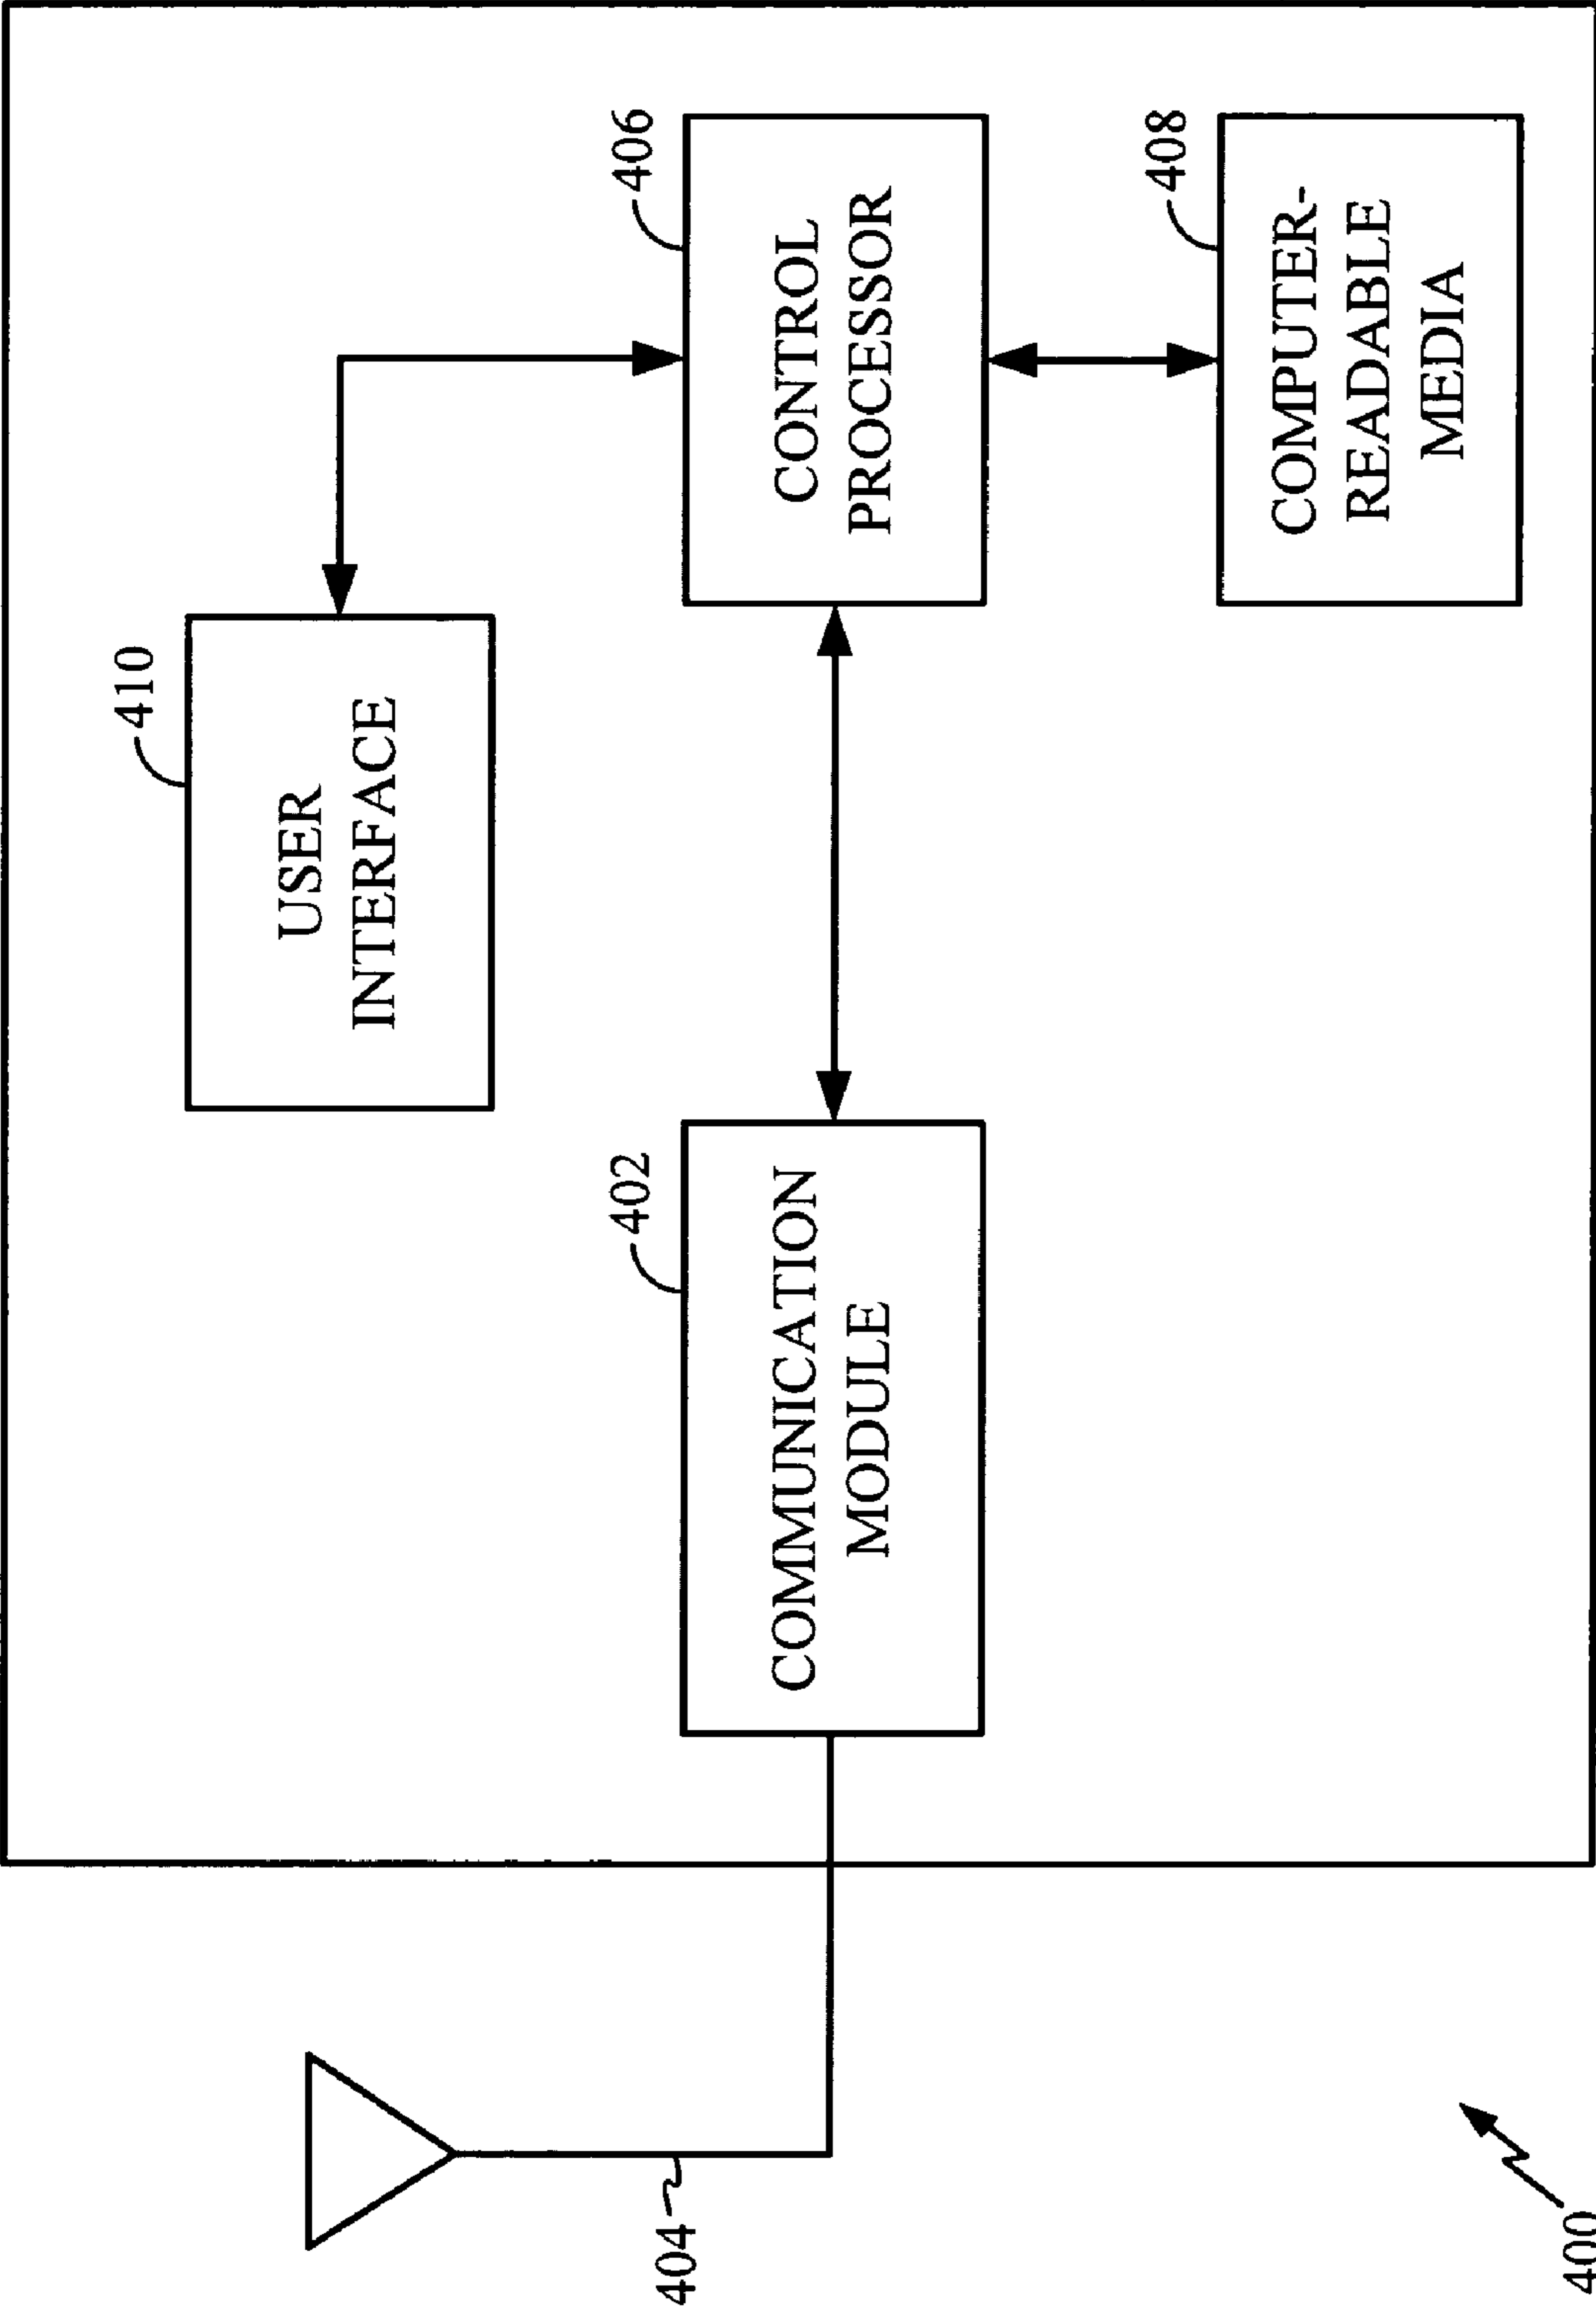 410
USER
INTERFACE
404
402
COMMUNICATION
MODULE
406
CONTROL
PROCESSOR
408
COMPUTER-
READABLE
MEDIA
400